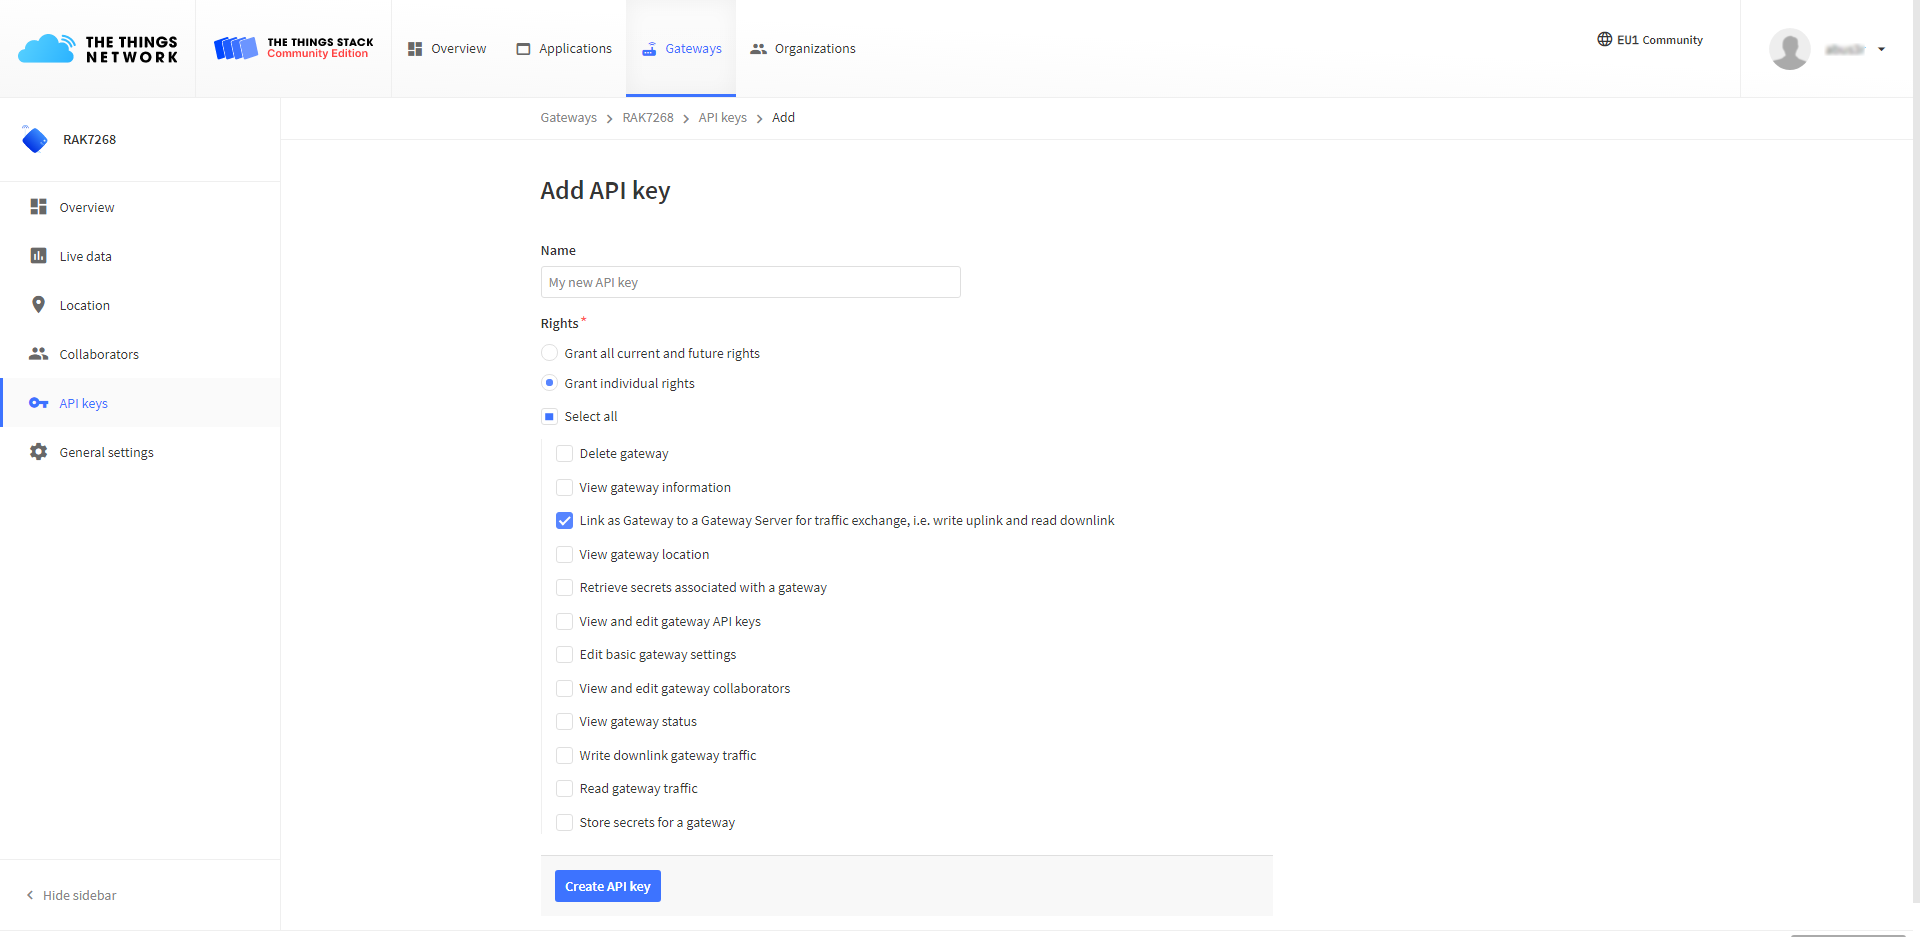 THE THINGS
NETWORK
THE THINGS STACK
Community Edition
Overview
Applications
Gateways
Organizations
EU1 Community
RAK7268
Overview
Live data
Location
Collaborators
API keys
General settings
Hide sidebar
Gateways > RAK7268 > API keys > Add
Add API key
Name
My new API key
Rights*
Grant all current and future rights
Grant individual rights
Select all
Delete gateway
View gateway information
Link as Gateway to a Gateway Server for traffic exchange, i.e. write uplink and read downlink
View gateway location
Retrieve secrets associated with a gateway
View and edit gateway API keys
Edit basic gateway settings
View and edit gateway collaborators
View gateway status
Write downlink gateway traffic
Read gateway traffic
Store secrets for a gateway
Create API key